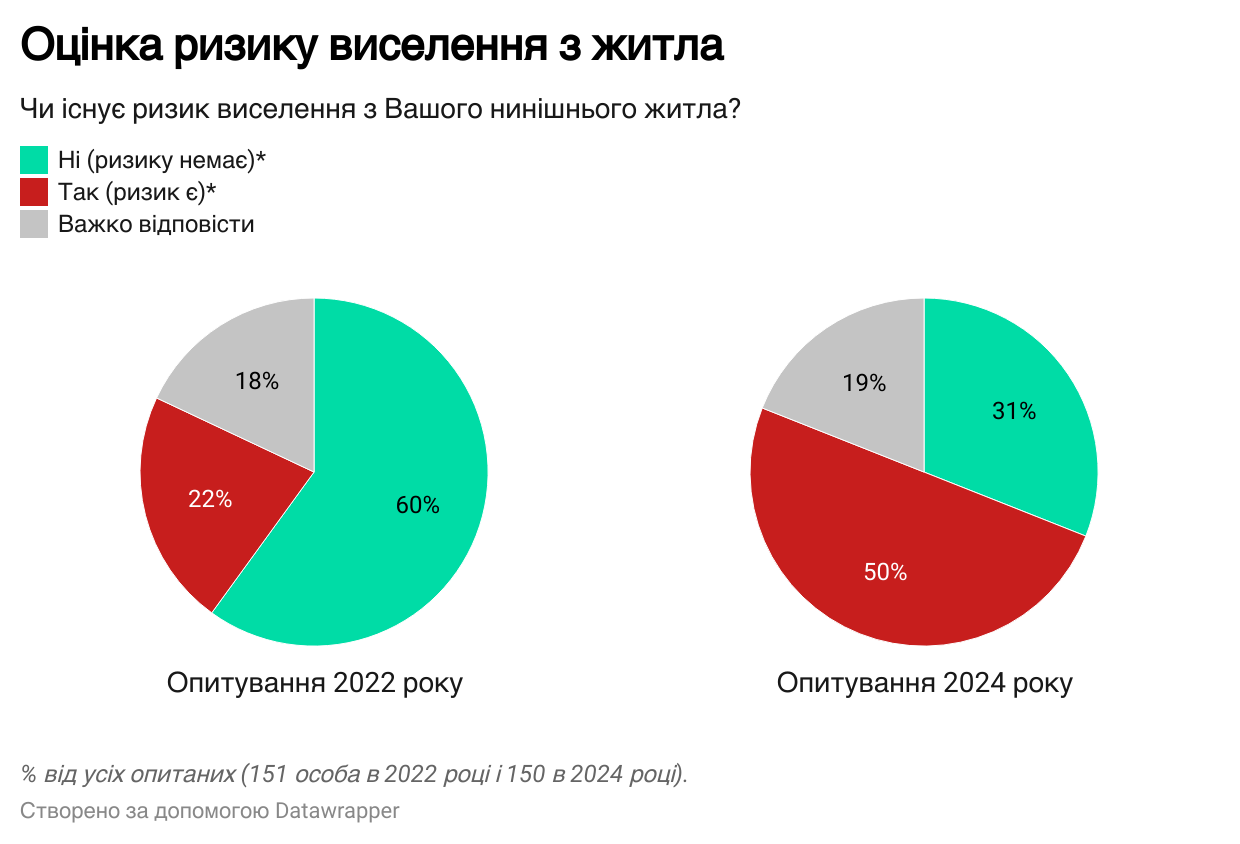 Оцінка ризику виселення з житла
Чи існує ризик виселення з Вашого нинішнього житла?
Ні (ризику немає)*
Так (ризик є)*
Важко відповісти
18%
22%
60%
Опитування 2022 року
19%
31%
50%
Опитування 2024 року
% від усіх опитаних (151 особа в 2022 році і 150 в 2024 році).
Створено за допомогою Datawrapper